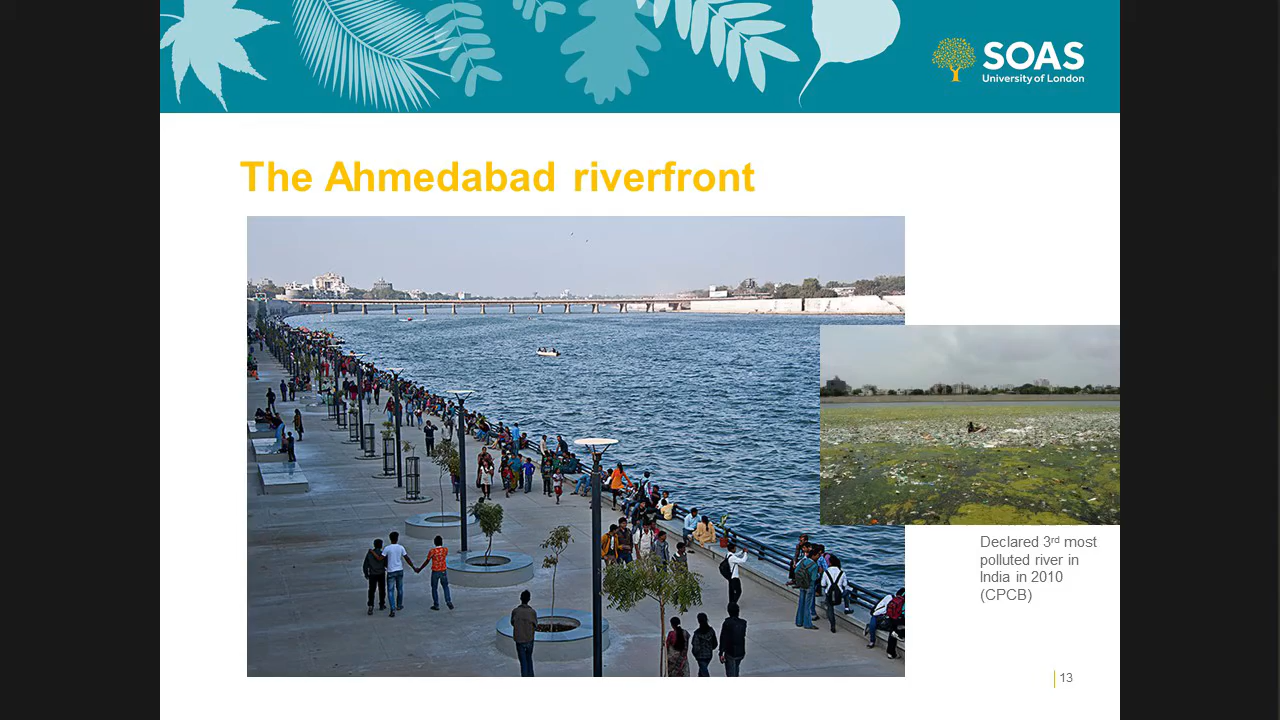 SOAS
University of London
The Ahmedabad riverfront
Declared 3rd most
polluted river in
India in 2010
(CPCB)
13